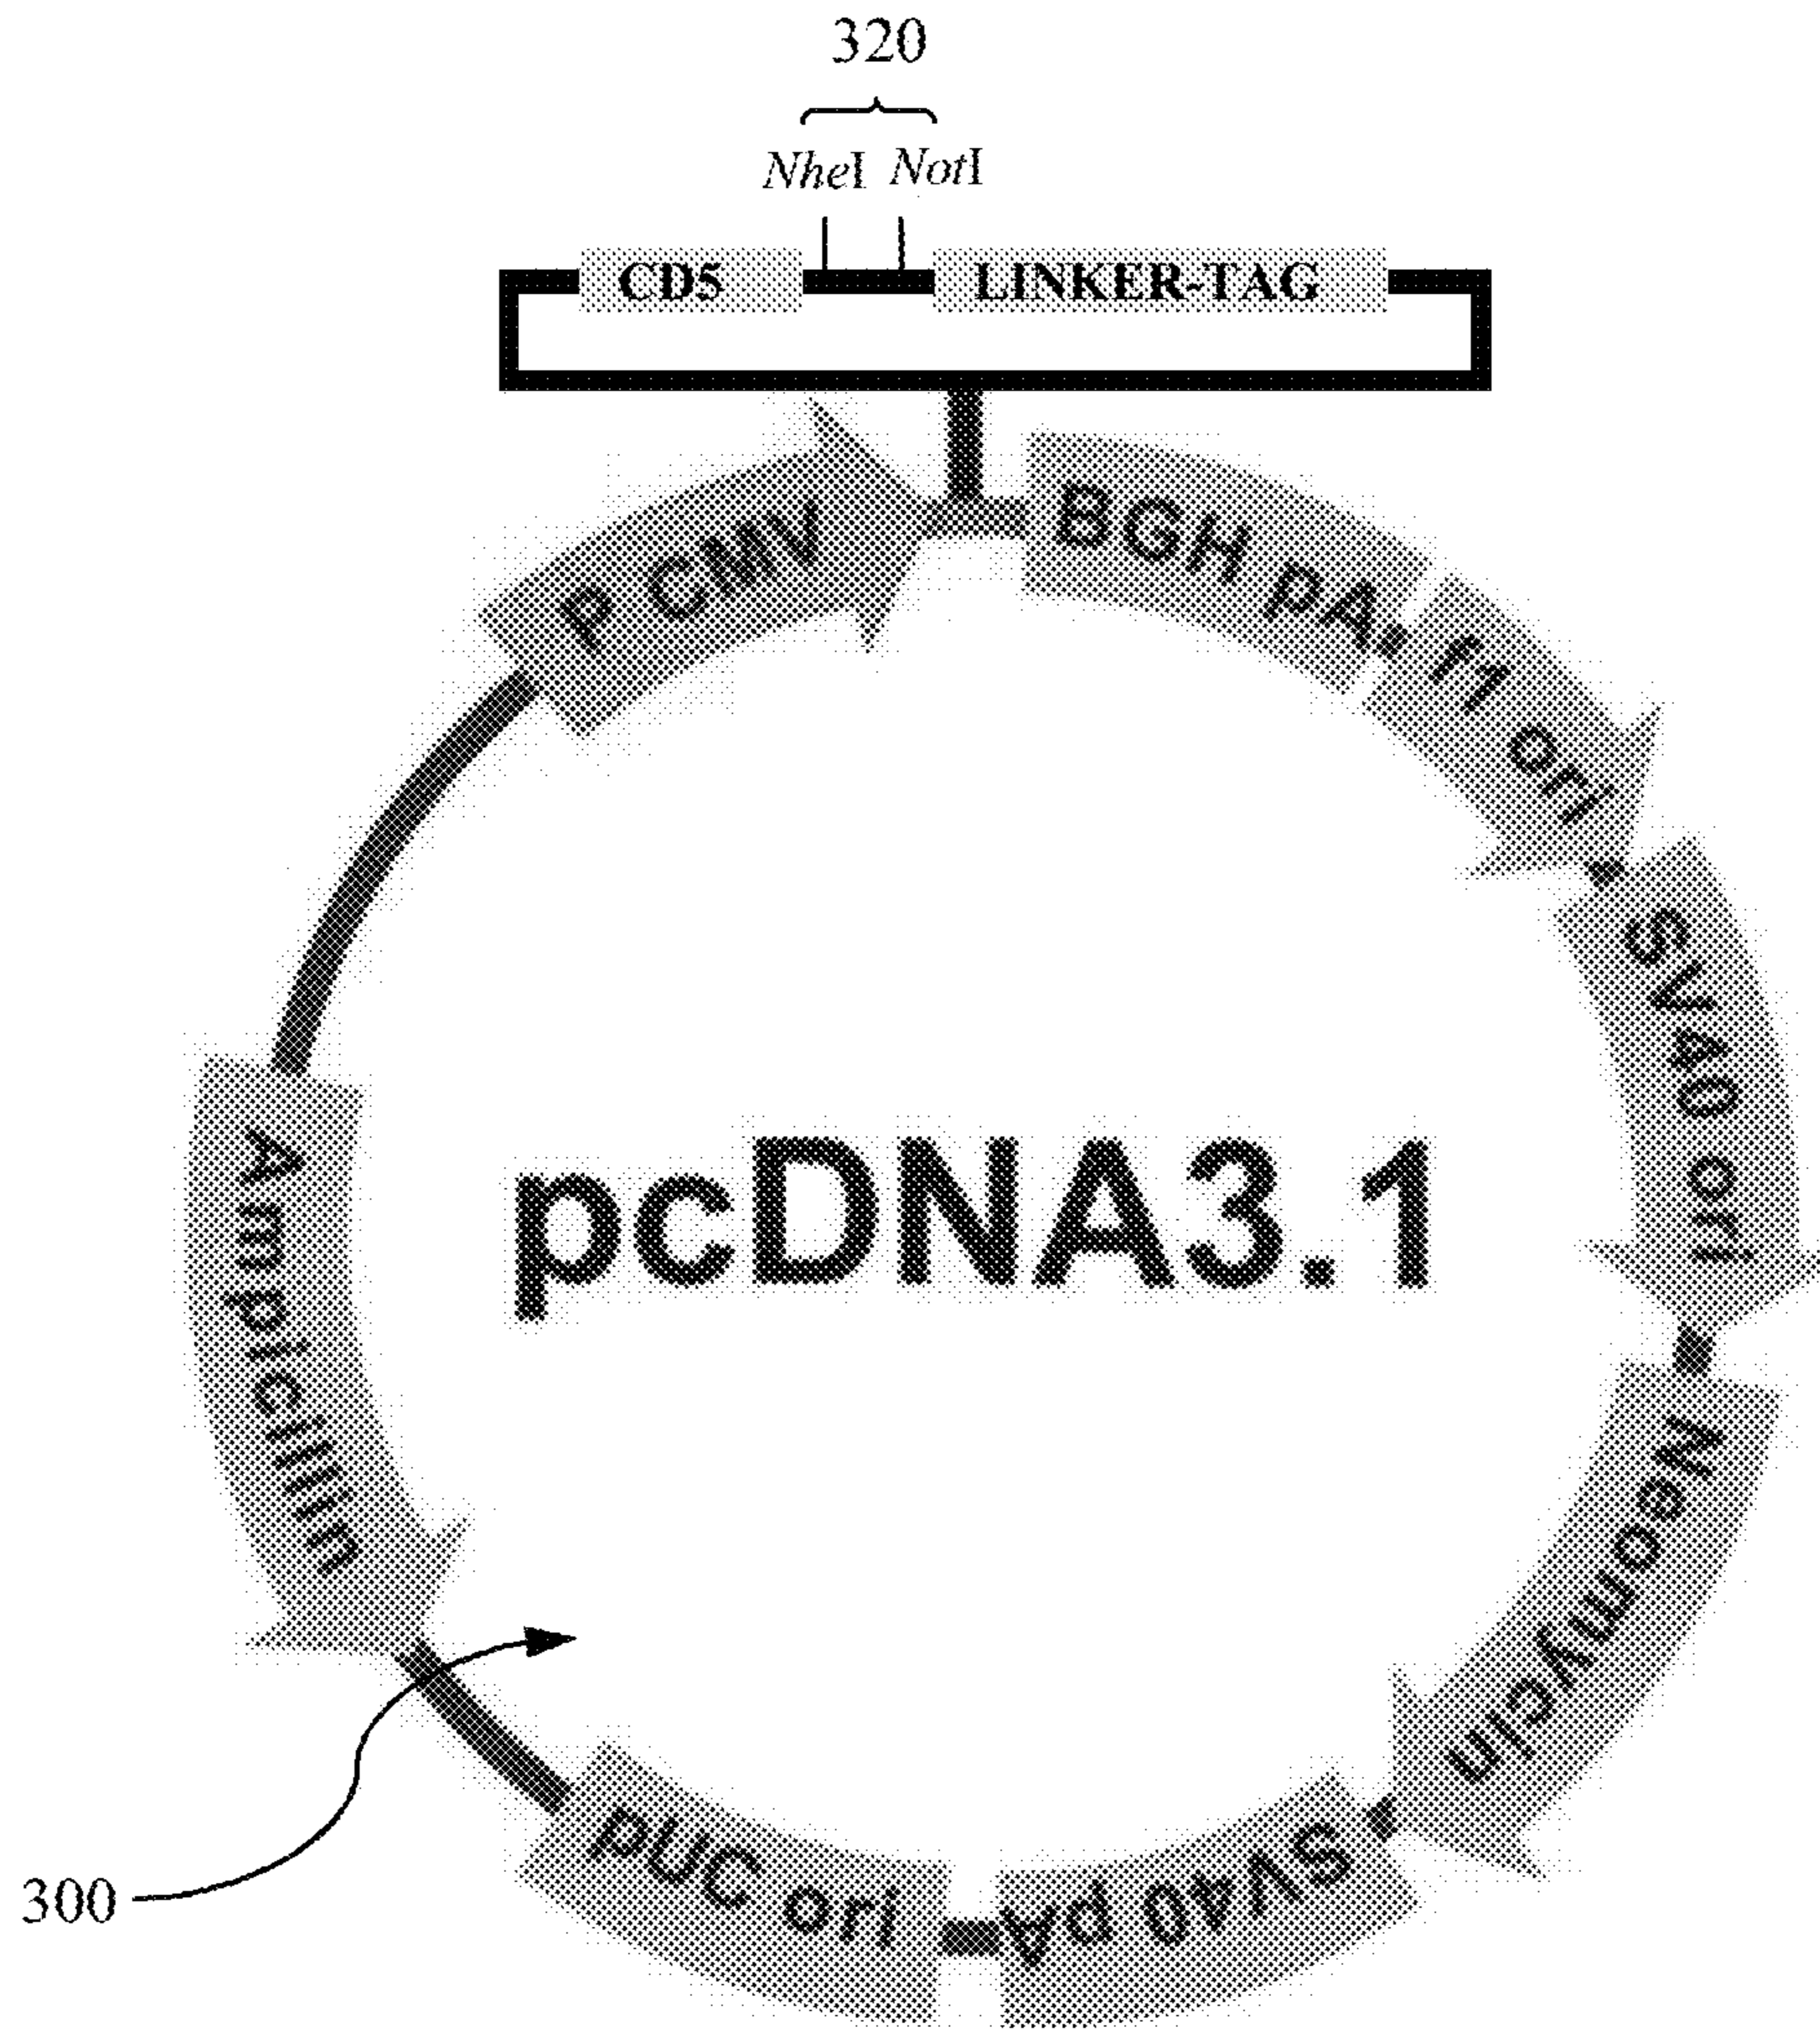 320
NheI NotI
CD5 LINKER-TAG
P CMV
BGH pA
f1 ori
SV40 ori
Neomycin
SV40 pA
pUC ori
Ampicillin
pcDNA3.1
300